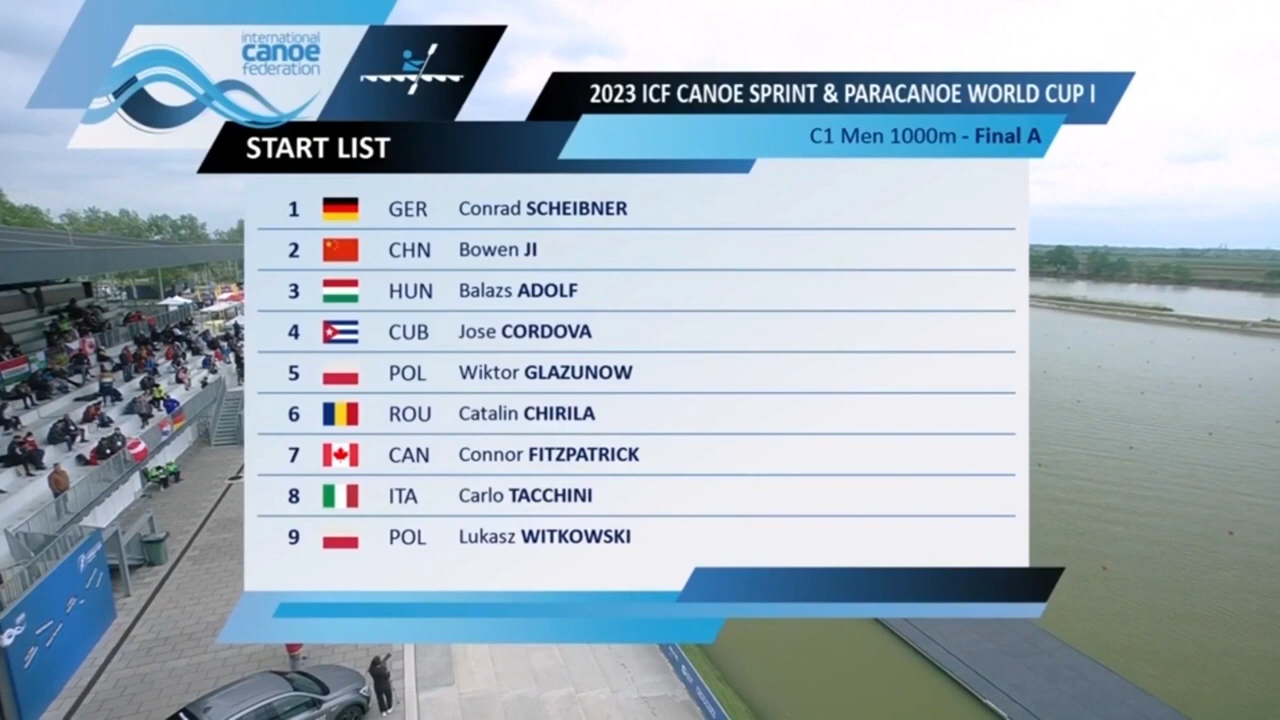 international
canoe
federation
2023 ICF CANOE SPRINT & PARACANOE WORLD CUP I
C1 Men 1000m - Final A
START LIST
1 GER Conrad SCHEIBNER
2 CHN Bowen JI
3 HUN Balazs ADOLF
4 CUB Jose CORDOVA
5 POL Wiktor GLAZUNOW
6 ROU Catalin CHIRILA
7 CAN Connor FITZPATRICK
8 ITA Carlo TACCHINI
9 POL Lukasz WITKOWSKI